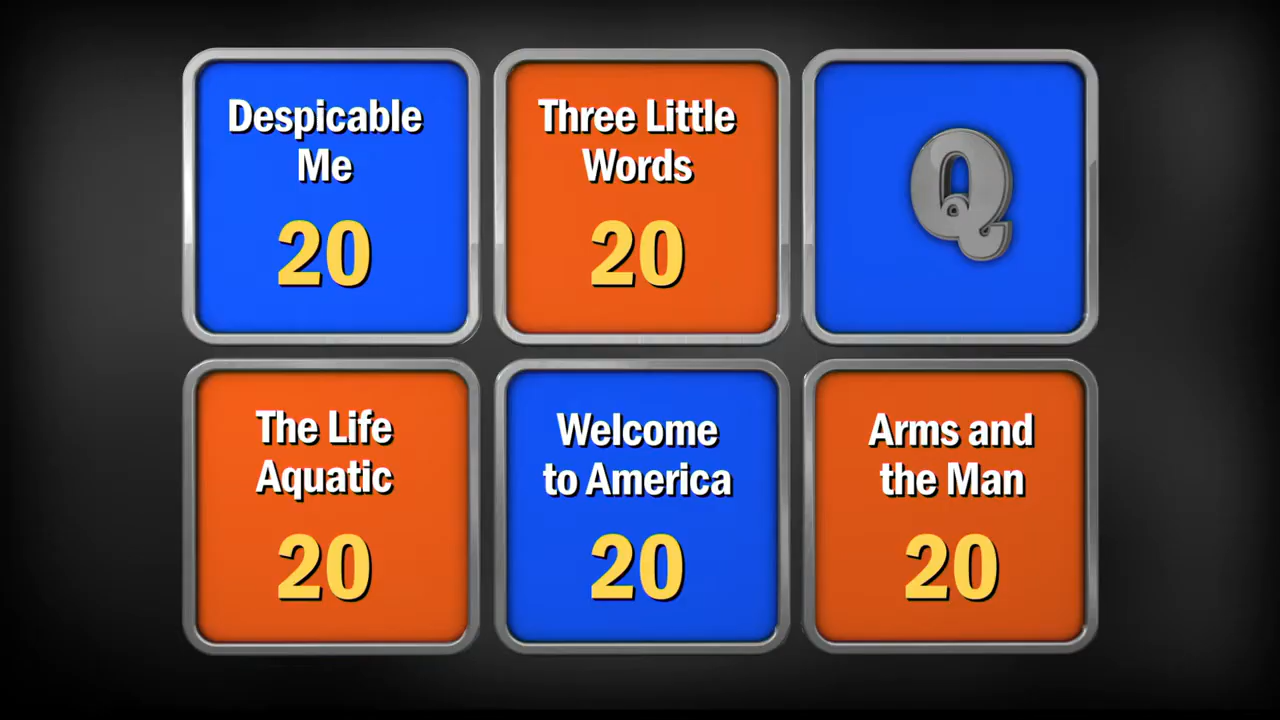 Despicable
Me
20
Three Little
Words
20
Q
The Life
Aquatic
20
Welcome
to America
20
Arms and
the Man
20